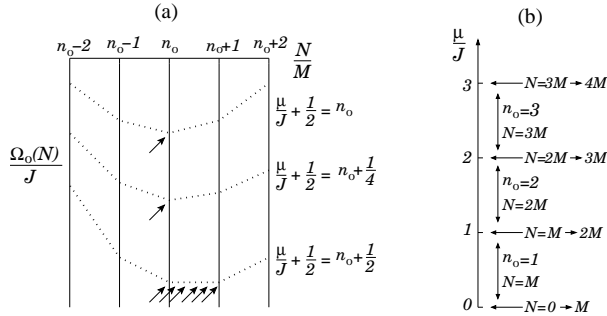 (a)
n₀−2 n₀−1 n₀ n₀+1 n₀+2 N/M
μ/J + 1/2 = n₀
Ω₀(N)/J
μ/J + 1/2 = n₀+1/4
μ/J + 1/2 = n₀+1/2
(b)
μ/J
3 N=3M→4M
n₀=3
N=3M
2 N=2M→3M
n₀=2
N=2M
1 N=M→2M
n₀=1
N=M
0 N=0→M